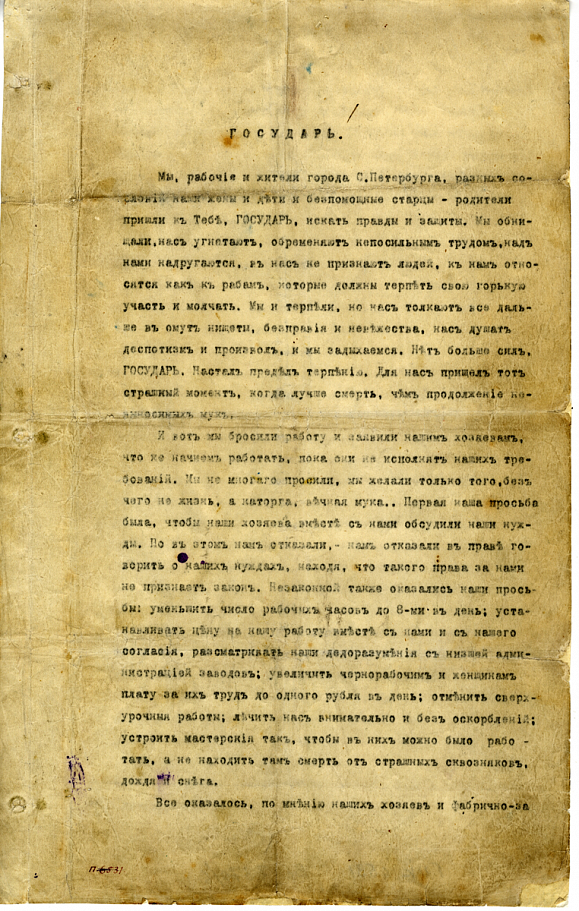 ГОСУДАРЬ.
Мы, рабочіе и жители города С.Петербурга, разныхъ со-
словій наши жены и дѣти и безпомощные старцы - родители
пришли къ Тебѣ, ГОСУДАРЬ, искать правды и защиты. Мы обни-
щали,насъ угнетаютъ, обременяютъ непосильнымъ трудомъ,надъ
нами надругаются, въ насъ не признаютъ людей, къ намъ отно-
сятся какъ къ рабамъ, которые должны терпѣть свою горькую
участь и молчать. Мы и терпѣли, но насъ толкаютъ все даль-
ше въ омутъ нищеты, безправія и невѣжества, насъ душатъ
деспотизмъ и произволъ, и мы задыхаемся. Нѣтъ больше силъ,
ГОСУДАРЬ. Насталъ предѣлъ терпѣнію. Для насъ пришелъ тотъ
страшный моментъ, когда лучше смерть, чѣмъ продолженіе не-
выносимыхъ мукъ.
И вотъ мы бросили работу и заявили нашимъ хозяевамъ,
что не начнемъ работать, пока они не исполнятъ нашихъ тре-
бованій. Мы не многаго просили, мы желали только того,безъ
чего не жизнь, а каторга, вѣчная мука.. Первая наша просьба
была, чтобы наши хозяева вмѣстѣ съ нами обсудили наши нуж-
ды. Но въ этомъ намъ отказали,- намъ отказали въ правѣ го-
ворить о нашихъ нуждахъ, находя, что такого права за нами
не признаетъ законъ. Незаконной также оказались наши прось-
бы: уменьшить число рабочихъ часовъ до 8-ми въ день; уста-
навливать цѣну на нашу работу вмѣстѣ съ нами и съ нашего
согласія, разсматривать наши недоразумѣнія съ низшей адми-
нистраціей заводовъ; увеличить чернорабочимъ и женщинамъ
плату за ихъ трудъ до одного рубля въ день; отмѣнить сверх-
урочныя работы; лѣчить насъ внимательно и безъ оскорбленій;
устроить мастерскія такъ, чтобы въ нихъ можно было рабо -
тать, а не находить тамъ смерть отъ страшныхъ сквозняковъ,
дождя и снѣга.
Все оказалось, по мнѣнію нашихъ хозяевъ и фабрично-за